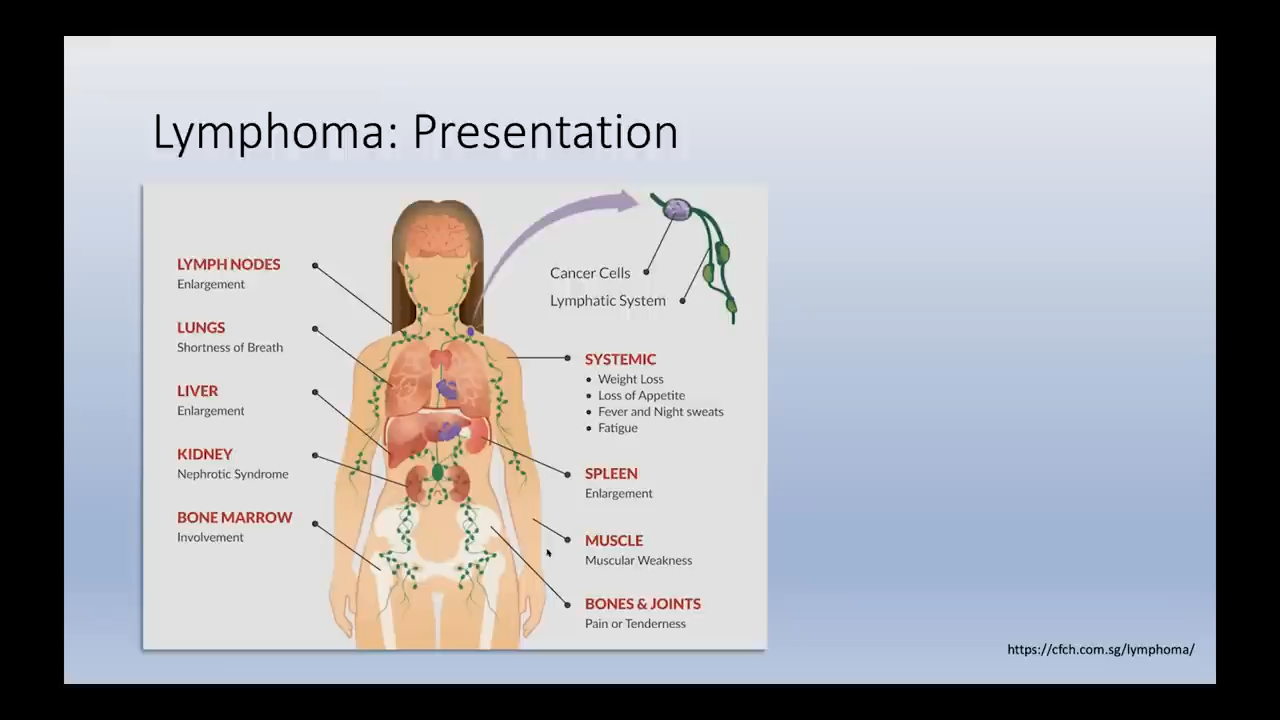 Lymphoma: Presentation
LYMPH NODES
Enlargement
LUNGS
Shortness of Breath
LIVER
Enlargement
KIDNEY
Nephrotic Syndrome
BONE MARROW
Involvement
Cancer Cells
Lymphatic System
SYSTEMIC
• Weight Loss
• Loss of Appetite
• Fever and Night sweats
• Fatigue
SPLEEN
Enlargement
MUSCLE
Muscular Weakness
BONES & JOINTS
Pain or Tenderness
https://cfch.com.sg/lymphoma/